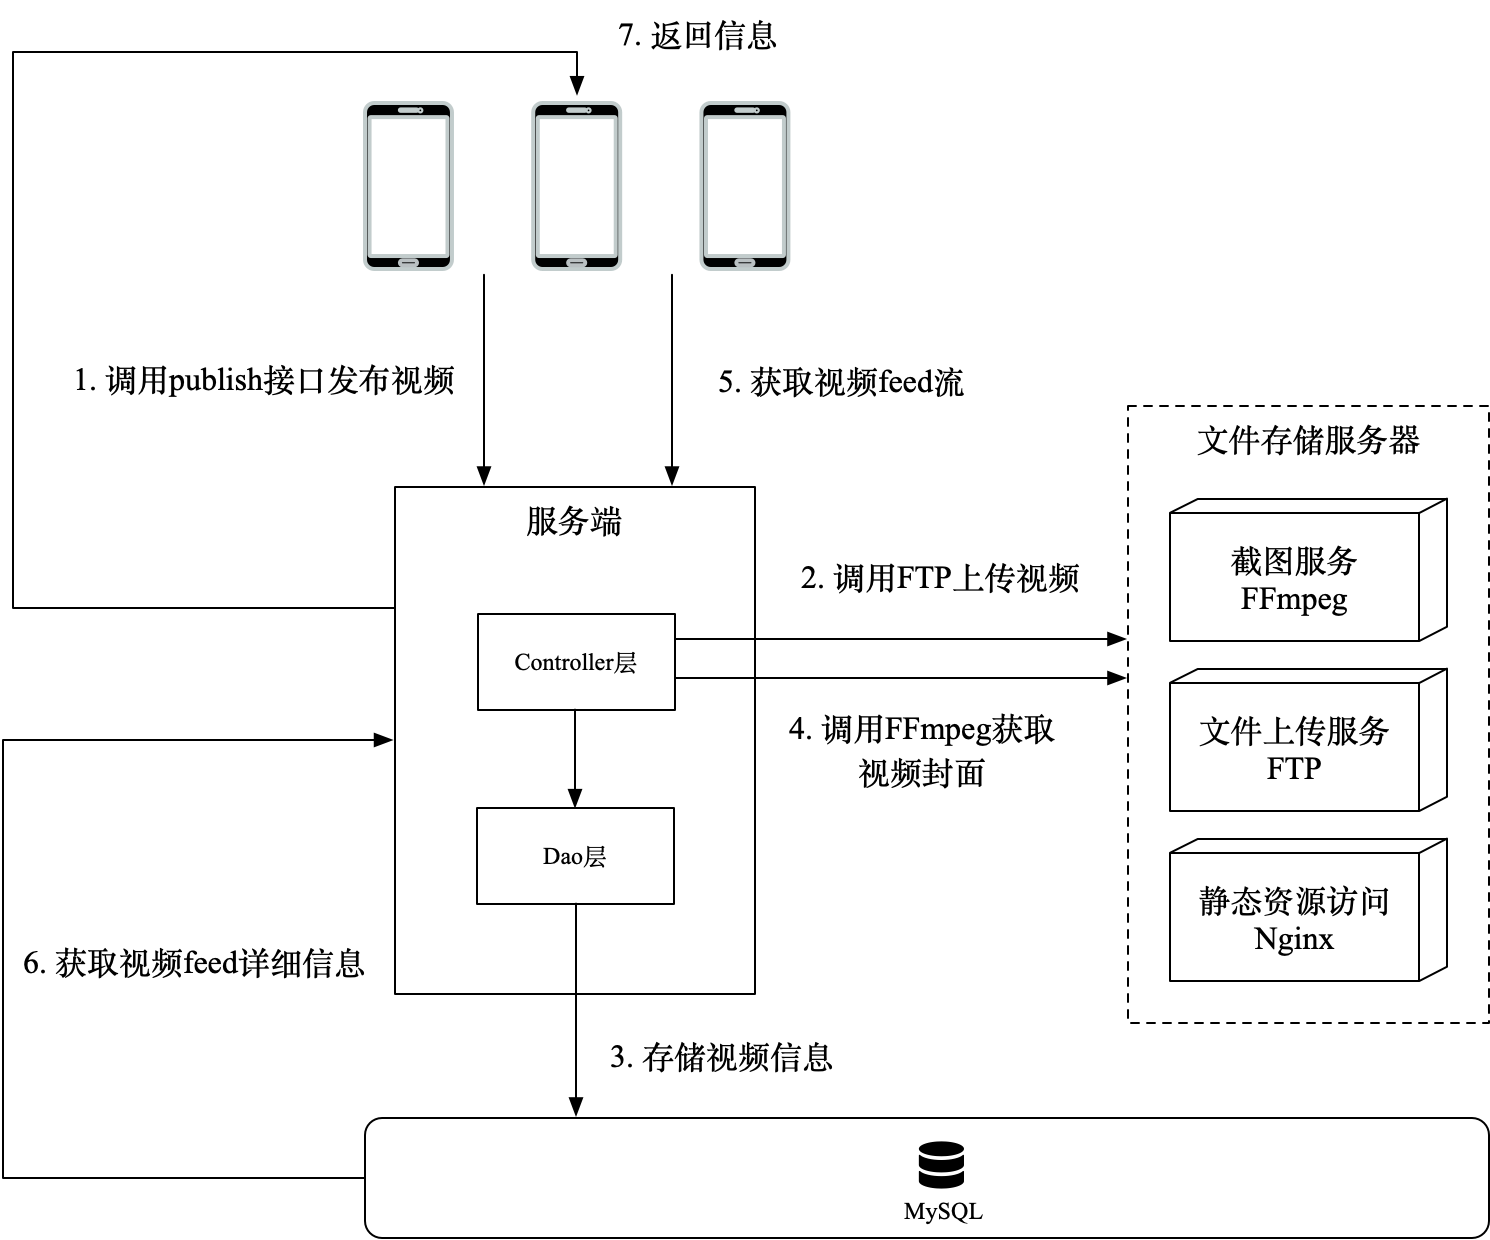 7. 返回信息
1. 调用publish接口发布视频
5. 获取视频feed流
文件存储服务器
服务端
截图服务
FFmpeg
2. 调用FTP上传视频
Controller层
4. 调用FFmpeg获取
视频封面
文件上传服务
FTP
Dao层
静态资源访问
Nginx
6. 获取视频feed详细信息
3. 存储视频信息
MySQL